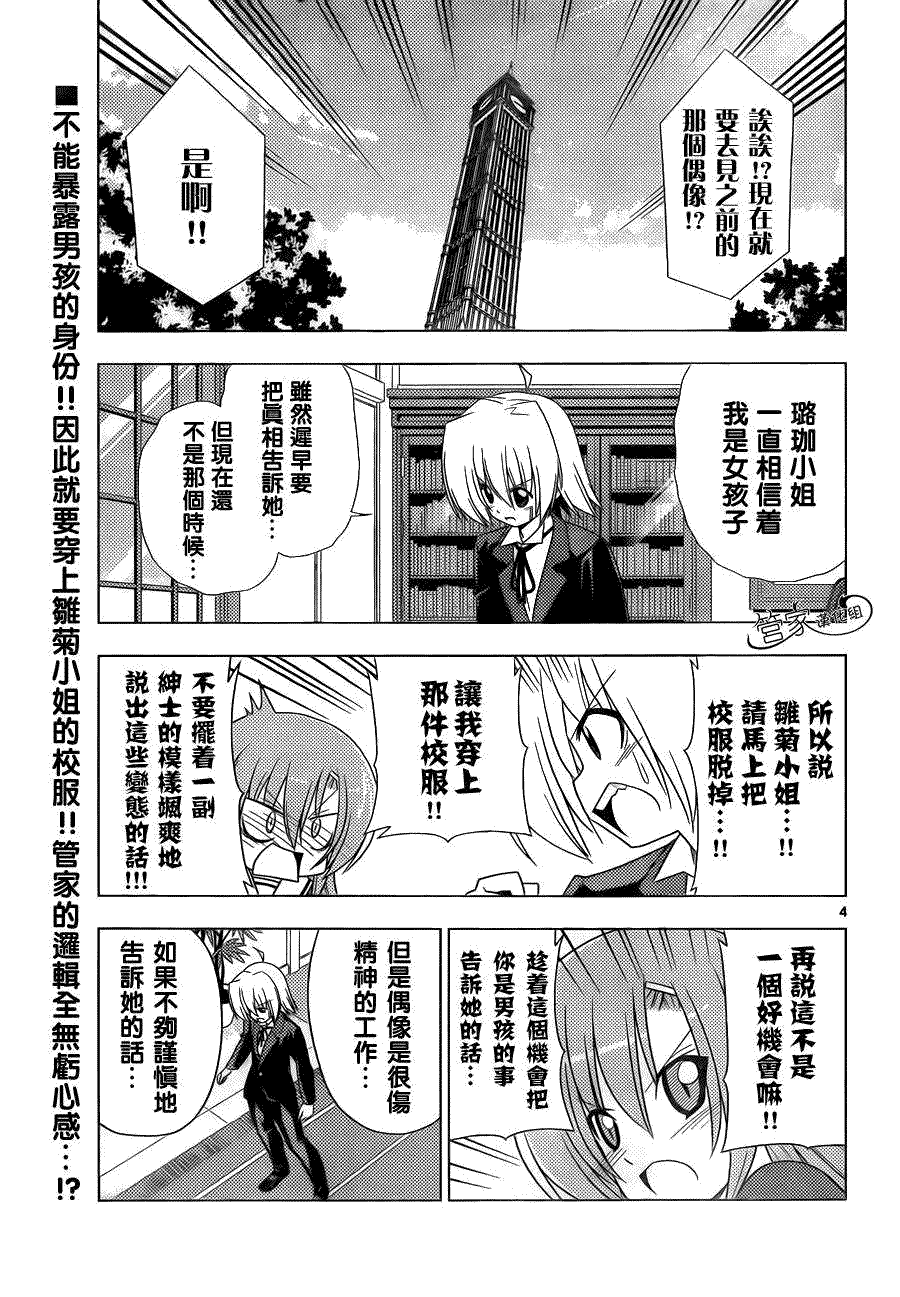 誒誒!?現在就
要去見之前的
那個偶像!?
是啊!!
■不能暴露男孩的身份!!因此就要穿上雛菊小姐的校服!!管家的邏輯全無虧心感…!?
璐珈小姐
一直相信着
我是女孩子
雖然遲早要
把眞相告訴她…
但現在還
不是那個時候…
管家漢化組
所以說
雛菊小姐…!!
請馬上把
校服脱掉…!!
讓我穿上
那件校服!!
不要擺着一副
紳士的模樣颯爽地
説出這些變態的話!!!
4
再説這不是
一個好機會嘛!!
趁着這個機會把
你是男孩的事
告訴她的話…
但是偶像是很傷
精神的工作…
如果不夠謹慎地
告訴她的話…